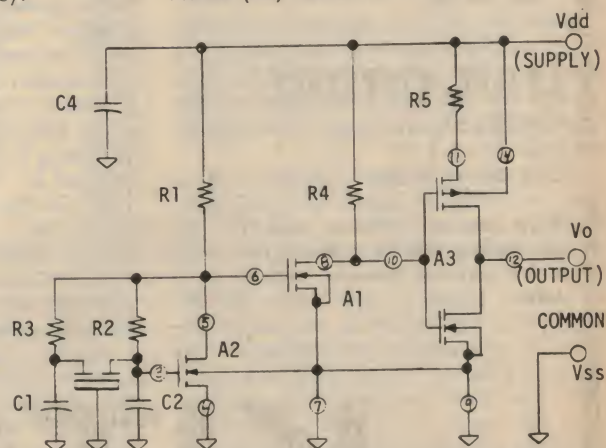 Vdd
(SUPPLY)
C4
R5
11
14
R1
R4
Vo
6
8
10
A3
12
(OUTPUT)
A1
R3
R2
5
A2
COMMON
3
C1
C2
4
7
9
Vss